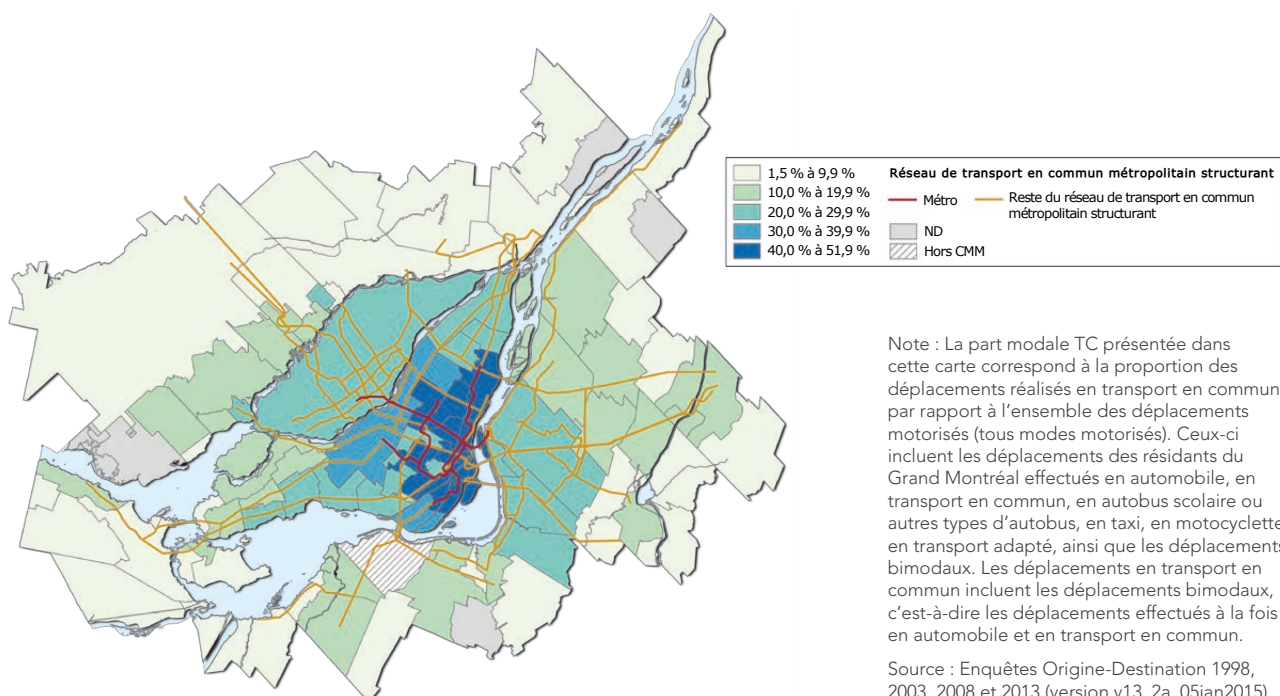 1,5 % à 9,9 %
10,0 % à 19,9 %
20,0 % à 29,9 %
30,0 % à 39,9 %
40,0 % à 51,9 %
Réseau de transport en commun métropolitain structurant
Métro
Reste du réseau de transport en commun
métropolitain structurant
ND
Hors CMM
Note : La part modale TC présentée dans
cette carte correspond à la proportion des
déplacements réalisés en transport en commun
par rapport à l'ensemble des déplacements
motorisés (tous modes motorisés). Ceux-ci
incluent les déplacements des résidants du
Grand Montréal effectués en automobile, en
transport en commun, en autobus scolaire ou
autres types d'autobus, en taxi, en motocyclette
en transport adapté, ainsi que les déplacements
bimodaux. Les déplacements en transport en
commun incluent les déplacements bimodaux,
c'est-à-dire les déplacements effectués à la fois
en automobile et en transport en commun.
Source : Enquêtes Origine-Destination 1998,
2003, 2008 et 2013 (version v13_2a_05jan2015)